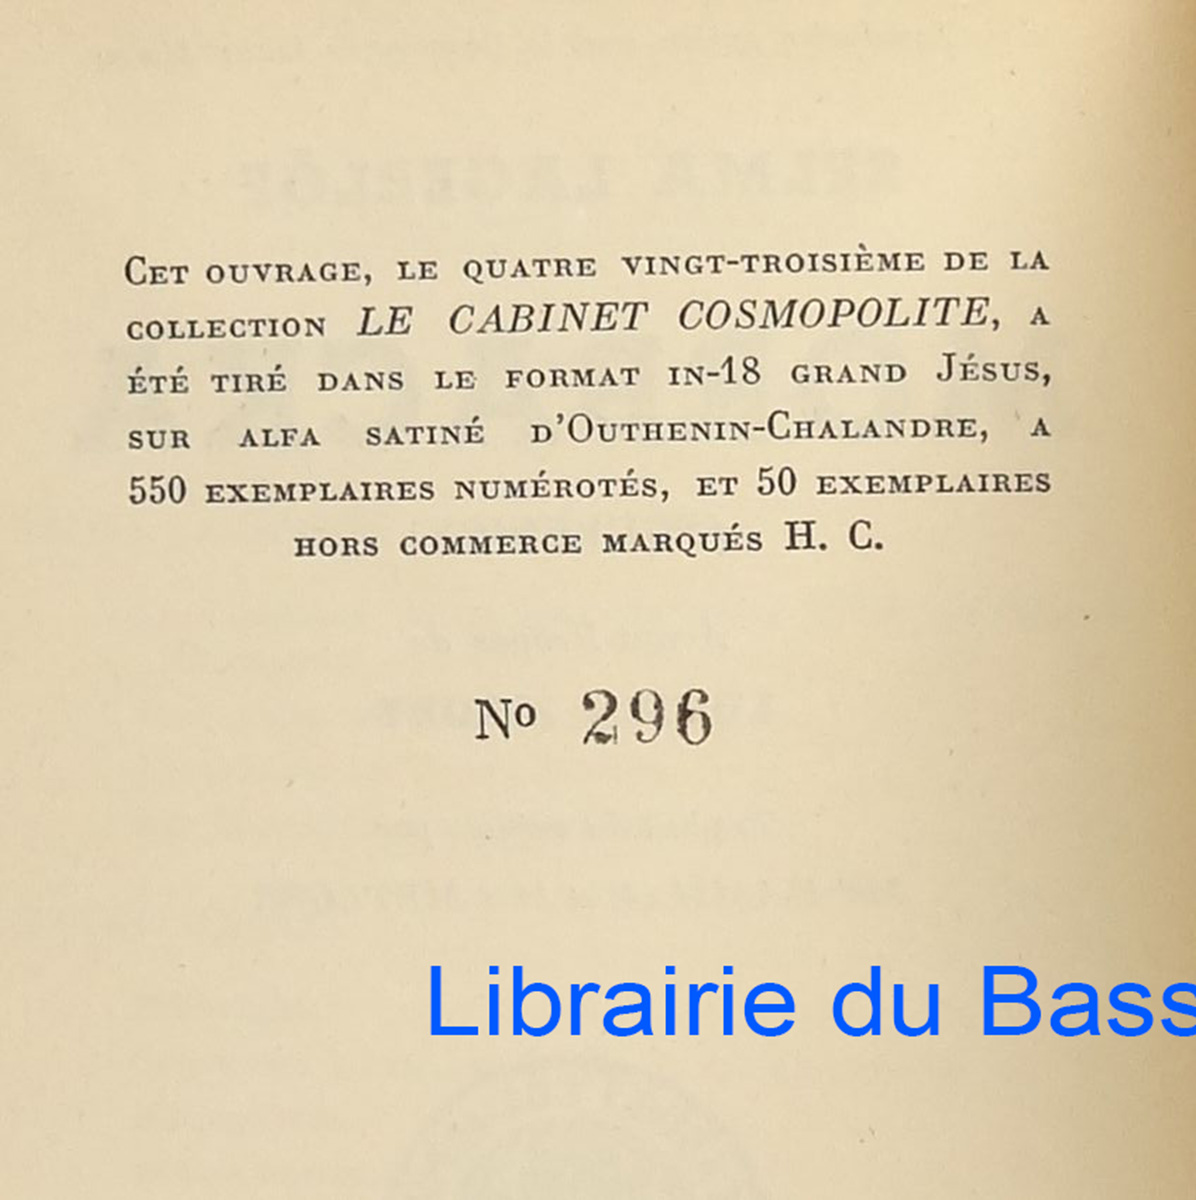 Cet ouvrage, le quatre vingt-troisième de la
collection LE CABINET COSMOPOLITE, a
été tiré dans le format in-18 grand Jésus,
sur alfa satiné d'Outhenin-Chalandre, a
550 exemplaires numérotés, et 50 exemplaires
hors commerce marqués H. C.
Nº 296
Librairie du Bass